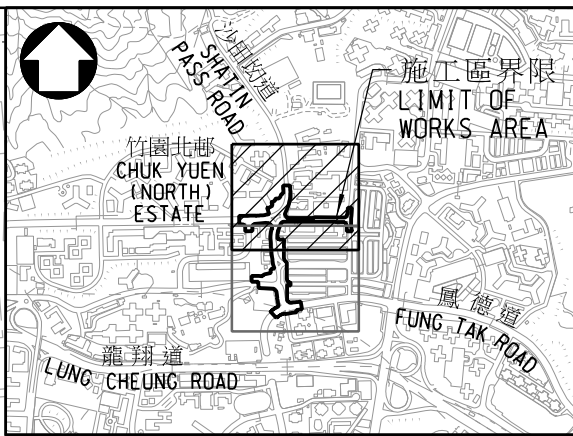 沙田坳道
SHATIN
PASS ROAD
施工區界限
LIMIT OF
WORKS AREA
竹園北邨
CHUK YUEN
(NORTH)
ESTATE
鳳德道
FUNG TAK ROAD
龍翔道
LUNG CHEUNG ROAD